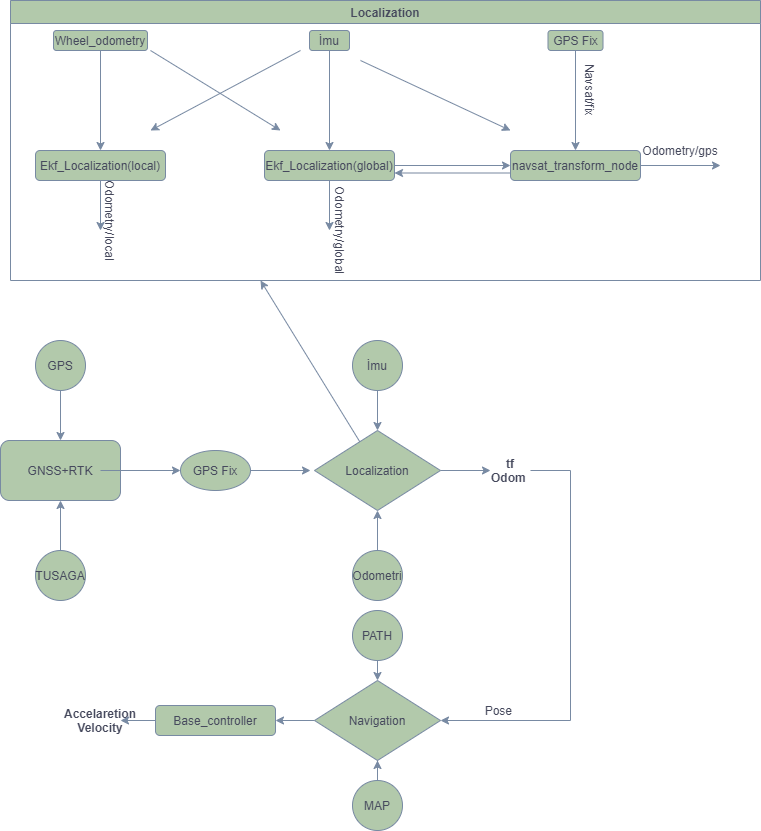 Localization
Wheel_odometry
İmu
GPS Fix
Navsat/fix
Ekf_Localization(local)
Ekf_Localization(global)
navsat_transform_node
Odometry/gps
Odometry/local
Odometry/global
GPS
İmu
GNSS+RTK
GPS Fix
Localization
tf
Odom
TUSAGA
Odometri
PATH
Accelaretion
Velocity
Base_controller
Navigation
Pose
MAP